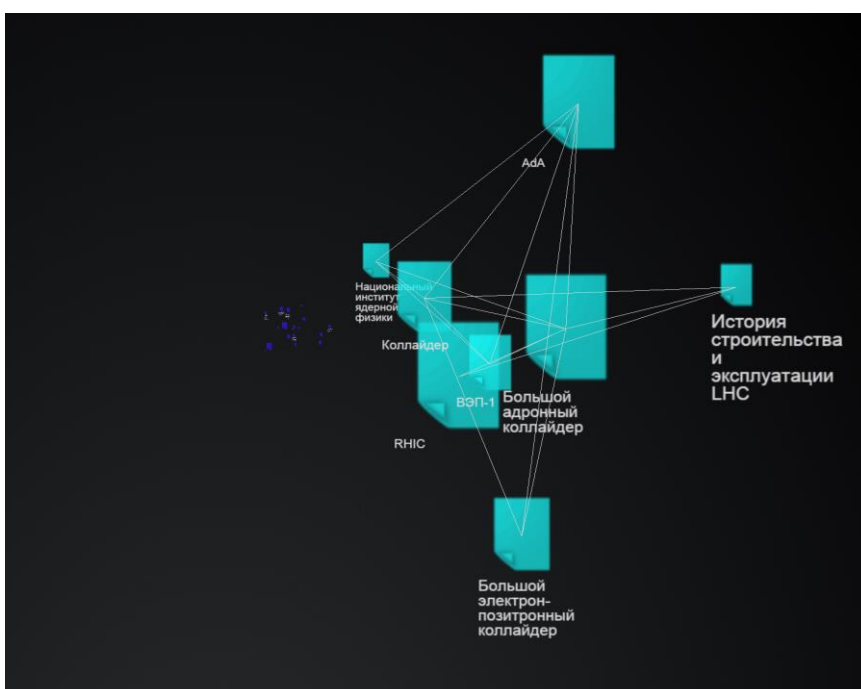 AdA
Национальный
институт
ядерной
физики
Коллайдер
История
строительства
и
эксплуатации
LHC
ВЭП-1
Большой
адронный
коллайдер
RHIC
Большой
электрон-
позитронный
коллайдер